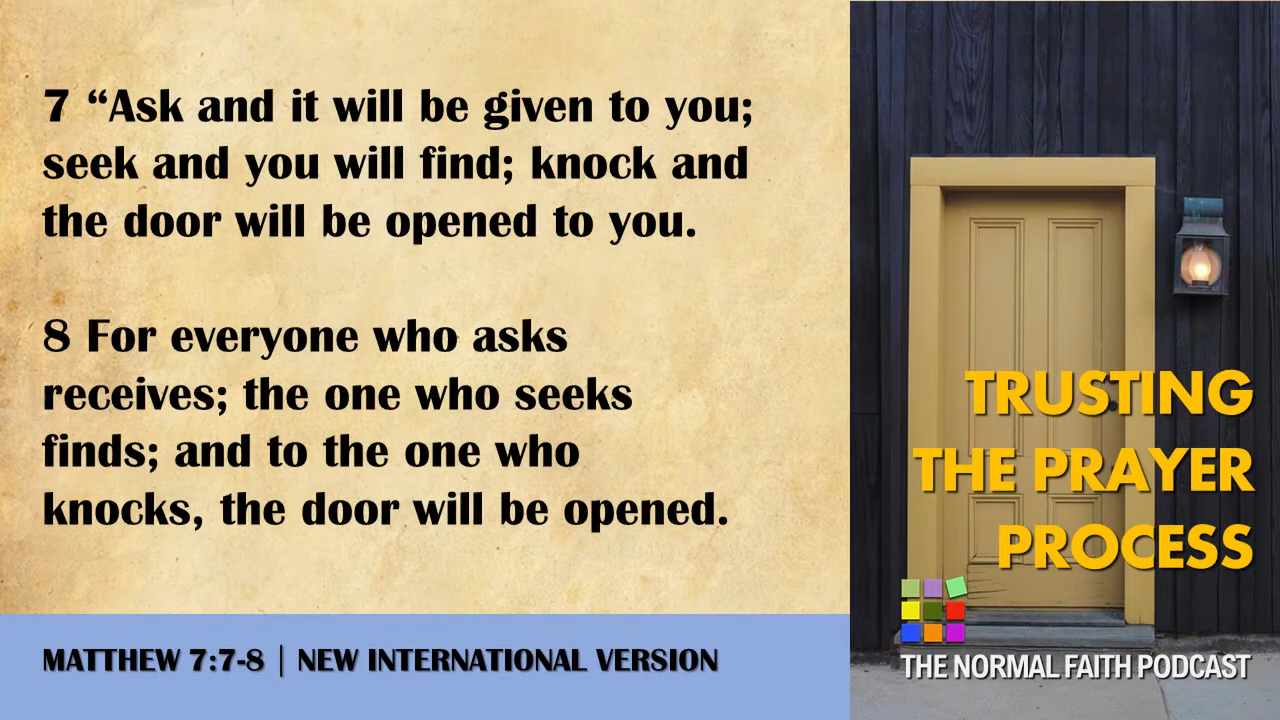 7 “Ask and it will be given to you;
seek and you will find; knock and
the door will be opened to you.
8 For everyone who asks
receives; the one who seeks
finds; and to the one who
knocks, the door will be opened.
MATTHEW 7:7-8 | NEW INTERNATIONAL VERSION
TRUSTING
THE PRAYER
PROCESS
THE NORMAL FAITH PODCAST